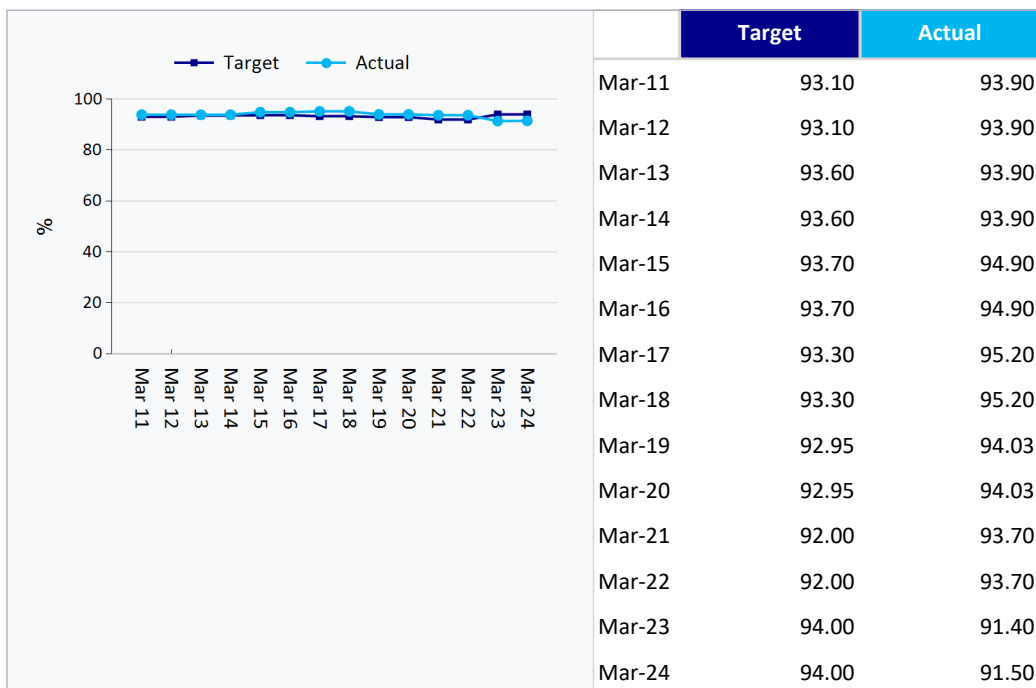 Target Actual
100
80
60
40
20
0
%
Mar 11
Mar 12
Mar 13
Mar 14
Mar 15
Mar 16
Mar 17
Mar 18
Mar 19
Mar 20
Mar 21
Mar 22
Mar 23
Mar 24
Target Actual
Mar-11 93.10 93.90
Mar-12 93.10 93.90
Mar-13 93.60 93.90
Mar-14 93.60 93.90
Mar-15 93.70 94.90
Mar-16 93.70 94.90
Mar-17 93.30 95.20
Mar-18 93.30 95.20
Mar-19 92.95 94.03
Mar-20 92.95 94.03
Mar-21 92.00 93.70
Mar-22 92.00 93.70
Mar-23 94.00 91.40
Mar-24 94.00 91.50